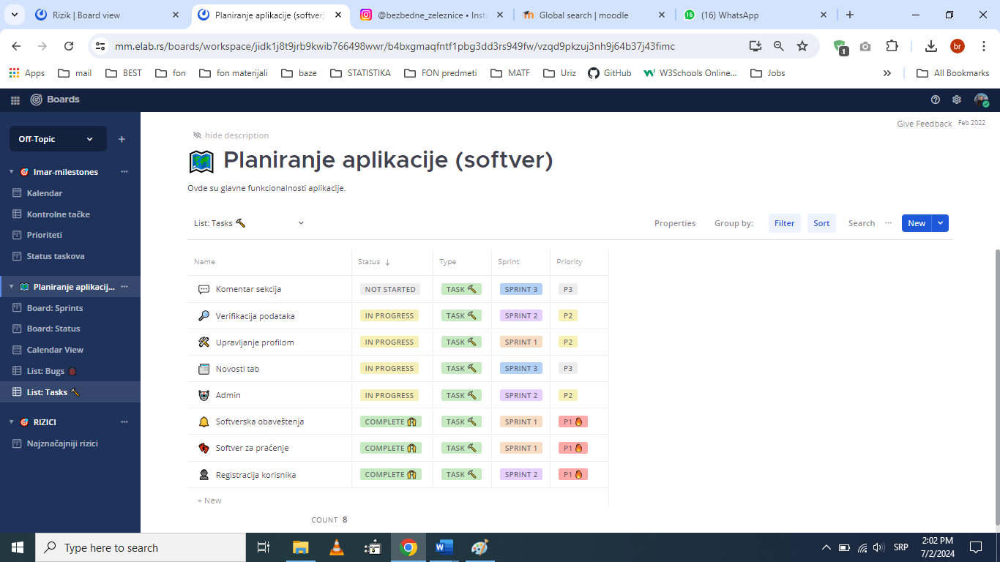 Rizik | Board view
Planiranje aplikacije (softver)
@bezbedne_zeleznice • Inst
Global search | moodle
(16) WhatsApp
mm.elab.rs/boards/workspace/jidk1j8t9jrb9kwib766498wwr/b4bxgmaqfntf1pbg3dd3rs949fw/vzqd9pkzuj3nh9j64b37j43fimc
1
br
Apps mail BEST fon fon materijali baze STATISTIKA FON predmeti MATF Uriz GitHub W3Schools Online... Jobs All Bookmarks
Boards
Off-Topic
Imar-milestones
Kalendar
Kontrolne tačke
Prioriteti
Status taskova
Planiranje aplikacij...
Board: Sprints
Board: Status
Calendar View
List: Bugs
List: Tasks
RIZICI
Najznačajniji rizici
Give Feedback Feb 2022
hide description
Planiranje aplikacije (softver)
Ovde su glavne funkcionalnosti aplikacije.
List: Tasks Properties Group by: Filter Sort Search New
Name Status Type Sprint Priority
Komentar sekcija NOT STARTED TASK SPRINT 3 P3
Verifikacija podataka IN PROGRESS TASK SPRINT 2 P2
Upravljanje profilom IN PROGRESS TASK SPRINT 1 P2
Novosti tab IN PROGRESS TASK SPRINT 3 P3
Admin IN PROGRESS TASK SPRINT 2 P2
Softverska obaveštenja COMPLETE TASK SPRINT 1 P1
Softver za praćenje COMPLETE TASK SPRINT 1 P1
Registracija korisnika COMPLETE TASK SPRINT 2 P1
+ New
COUNT 8
Type here to search
SRP
2:02 PM
7/2/2024